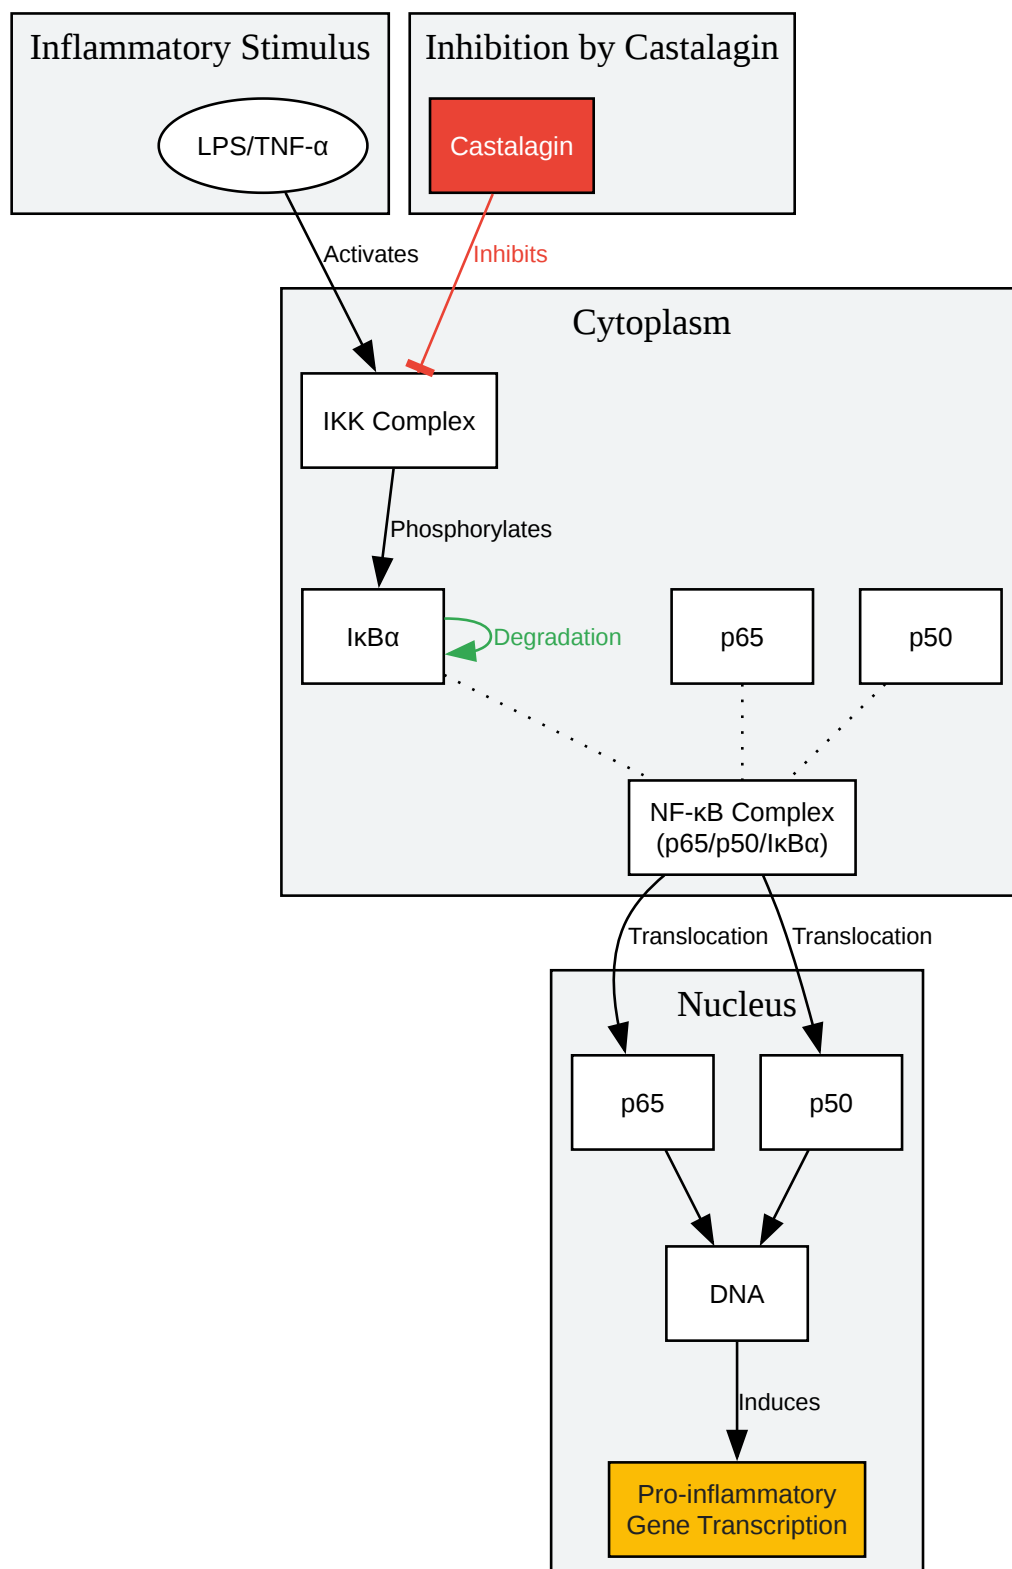 Inflammatory Stimulus
Inhibition by Castalagin
LPS/TNF-α
Castalagin
Activates
Inhibits
Cytoplasm
IKK Complex
Phosphorylates
IκBα
Degradation
p65
p50
NF-κB Complex
(p65/p50/IκBα)
Translocation
Translocation
Nucleus
p65
p50
DNA
Induces
Pro-inflammatory
Gene Transcription